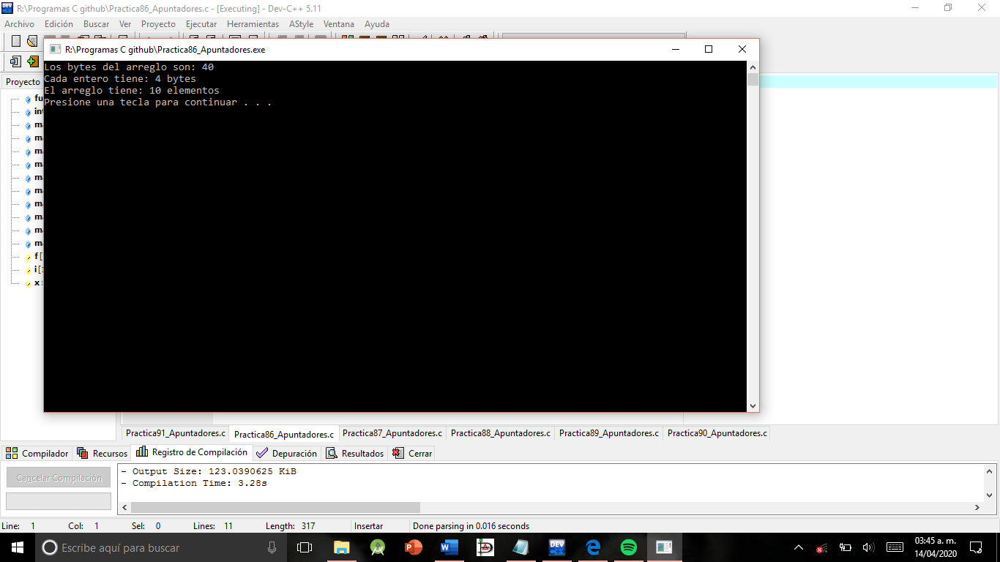 R:\Programas C github\Practica86_Apuntadores.c - [Executing] - Dev-C++ 5.11
Archivo Edición Buscar Ver Proyecto Ejecutar Herramientas AStyle Ventana Ayuda
R:\Programas C github\Practica86_Apuntadores.exe
Los bytes del arreglo son: 40
Cada entero tiene: 4 bytes
El arreglo tiene: 10 elementos
Presione una tecla para continuar . . .
Proyecto
Practica91_Apuntadores.c Practica86_Apuntadores.c Practica87_Apuntadores.c Practica88_Apuntadores.c Practica89_Apuntadores.c Practica90_Apuntadores.c
Compilador Recursos Registro de Compilación Depuración Resultados Cerrar
Cancelar Compilación
- Output Size: 123.0390625 KiB
- Compilation Time: 3.28s
Line: 1 Col: 1 Sel: 0 Lines: 11 Length: 317 Insertar Done parsing in 0.016 seconds
Escribe aquí para buscar
DEV
03:45 a. m.
14/04/2020